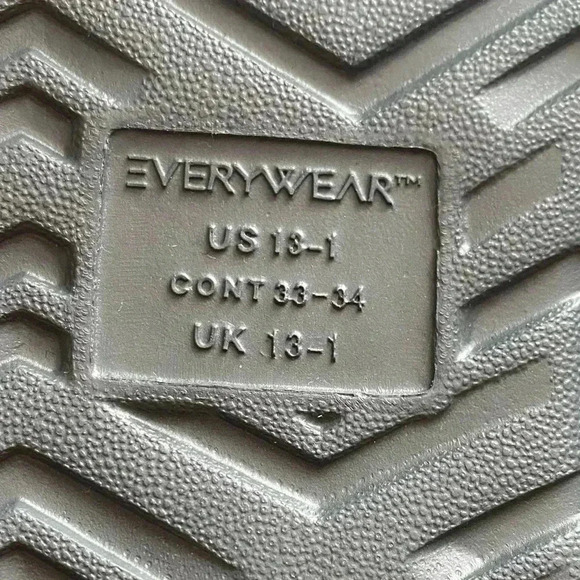 EVERYWEAR™
US 13-1
CONT 33-34
UK 13-1